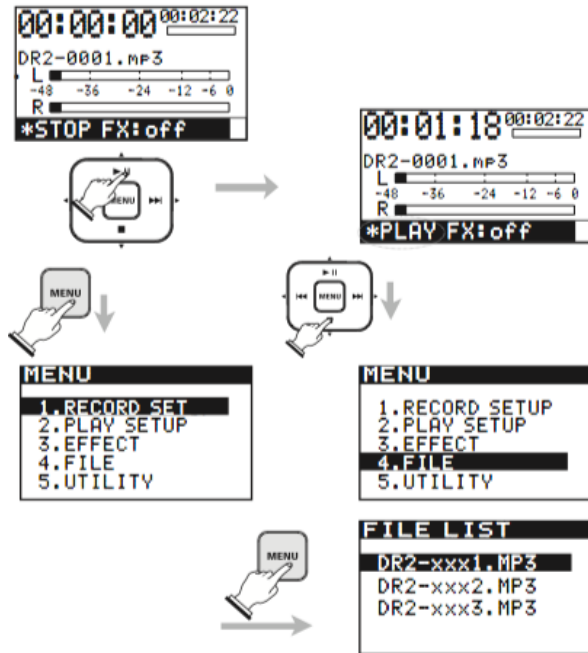 00:00:00 00:02:22
DR2-0001.mp3
L
-48 -36 -24 -12 -6 0
R
*STOP FX:off
MENU
00:01:18 00:02:22
DR2-0001.mp3
L
-48 -36 -24 -12 -6 0
R
*PLAY FX:off
MENU
MENU
MENU
1.RECORD SET
2.PLAY SETUP
3.EFFECT
4.FILE
5.UTILITY
MENU
1.RECORD SETUP
2.PLAY SETUP
3.EFFECT
4.FILE
5.UTILITY
MENU
FILE LIST
DR2-xxx1.MP3
DR2-xxx2.MP3
DR2-xxx3.MP3